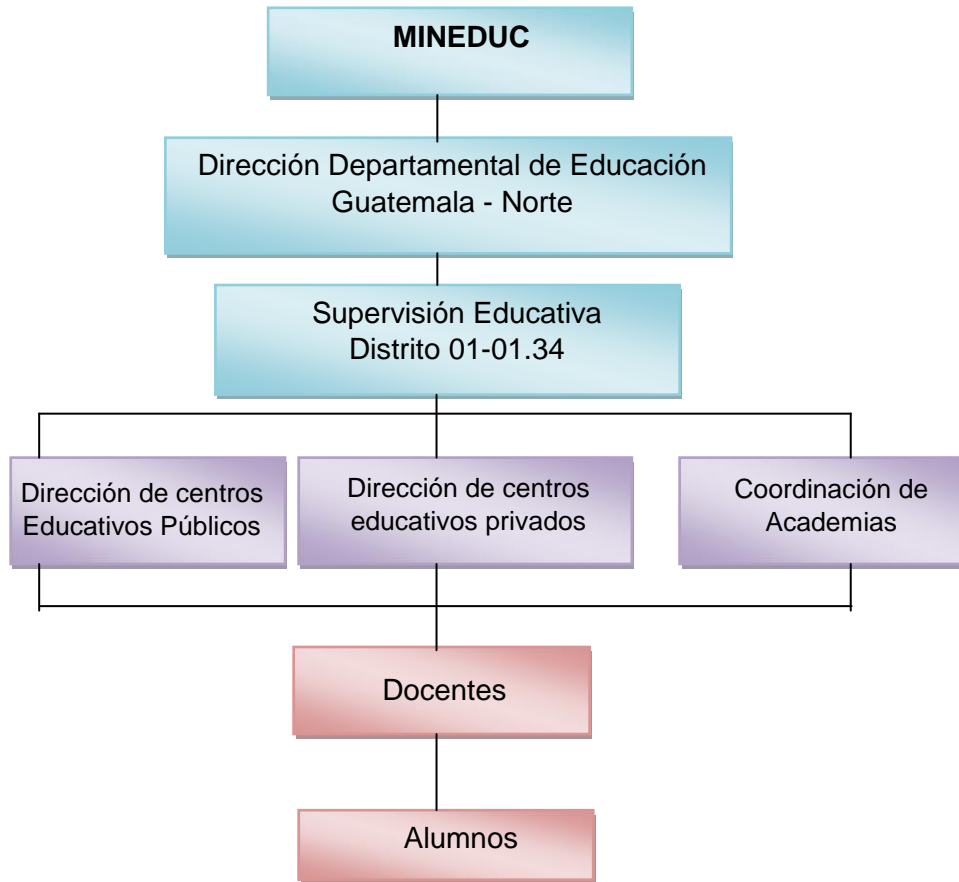 MINEDUC
Dirección Departamental de Educación
Guatemala - Norte
Supervisión Educativa
Distrito 01-01.34
Dirección de centros
Educativos Públicos
Dirección de centros
educativos privados
Coordinación de
Academias
Docentes
Alumnos